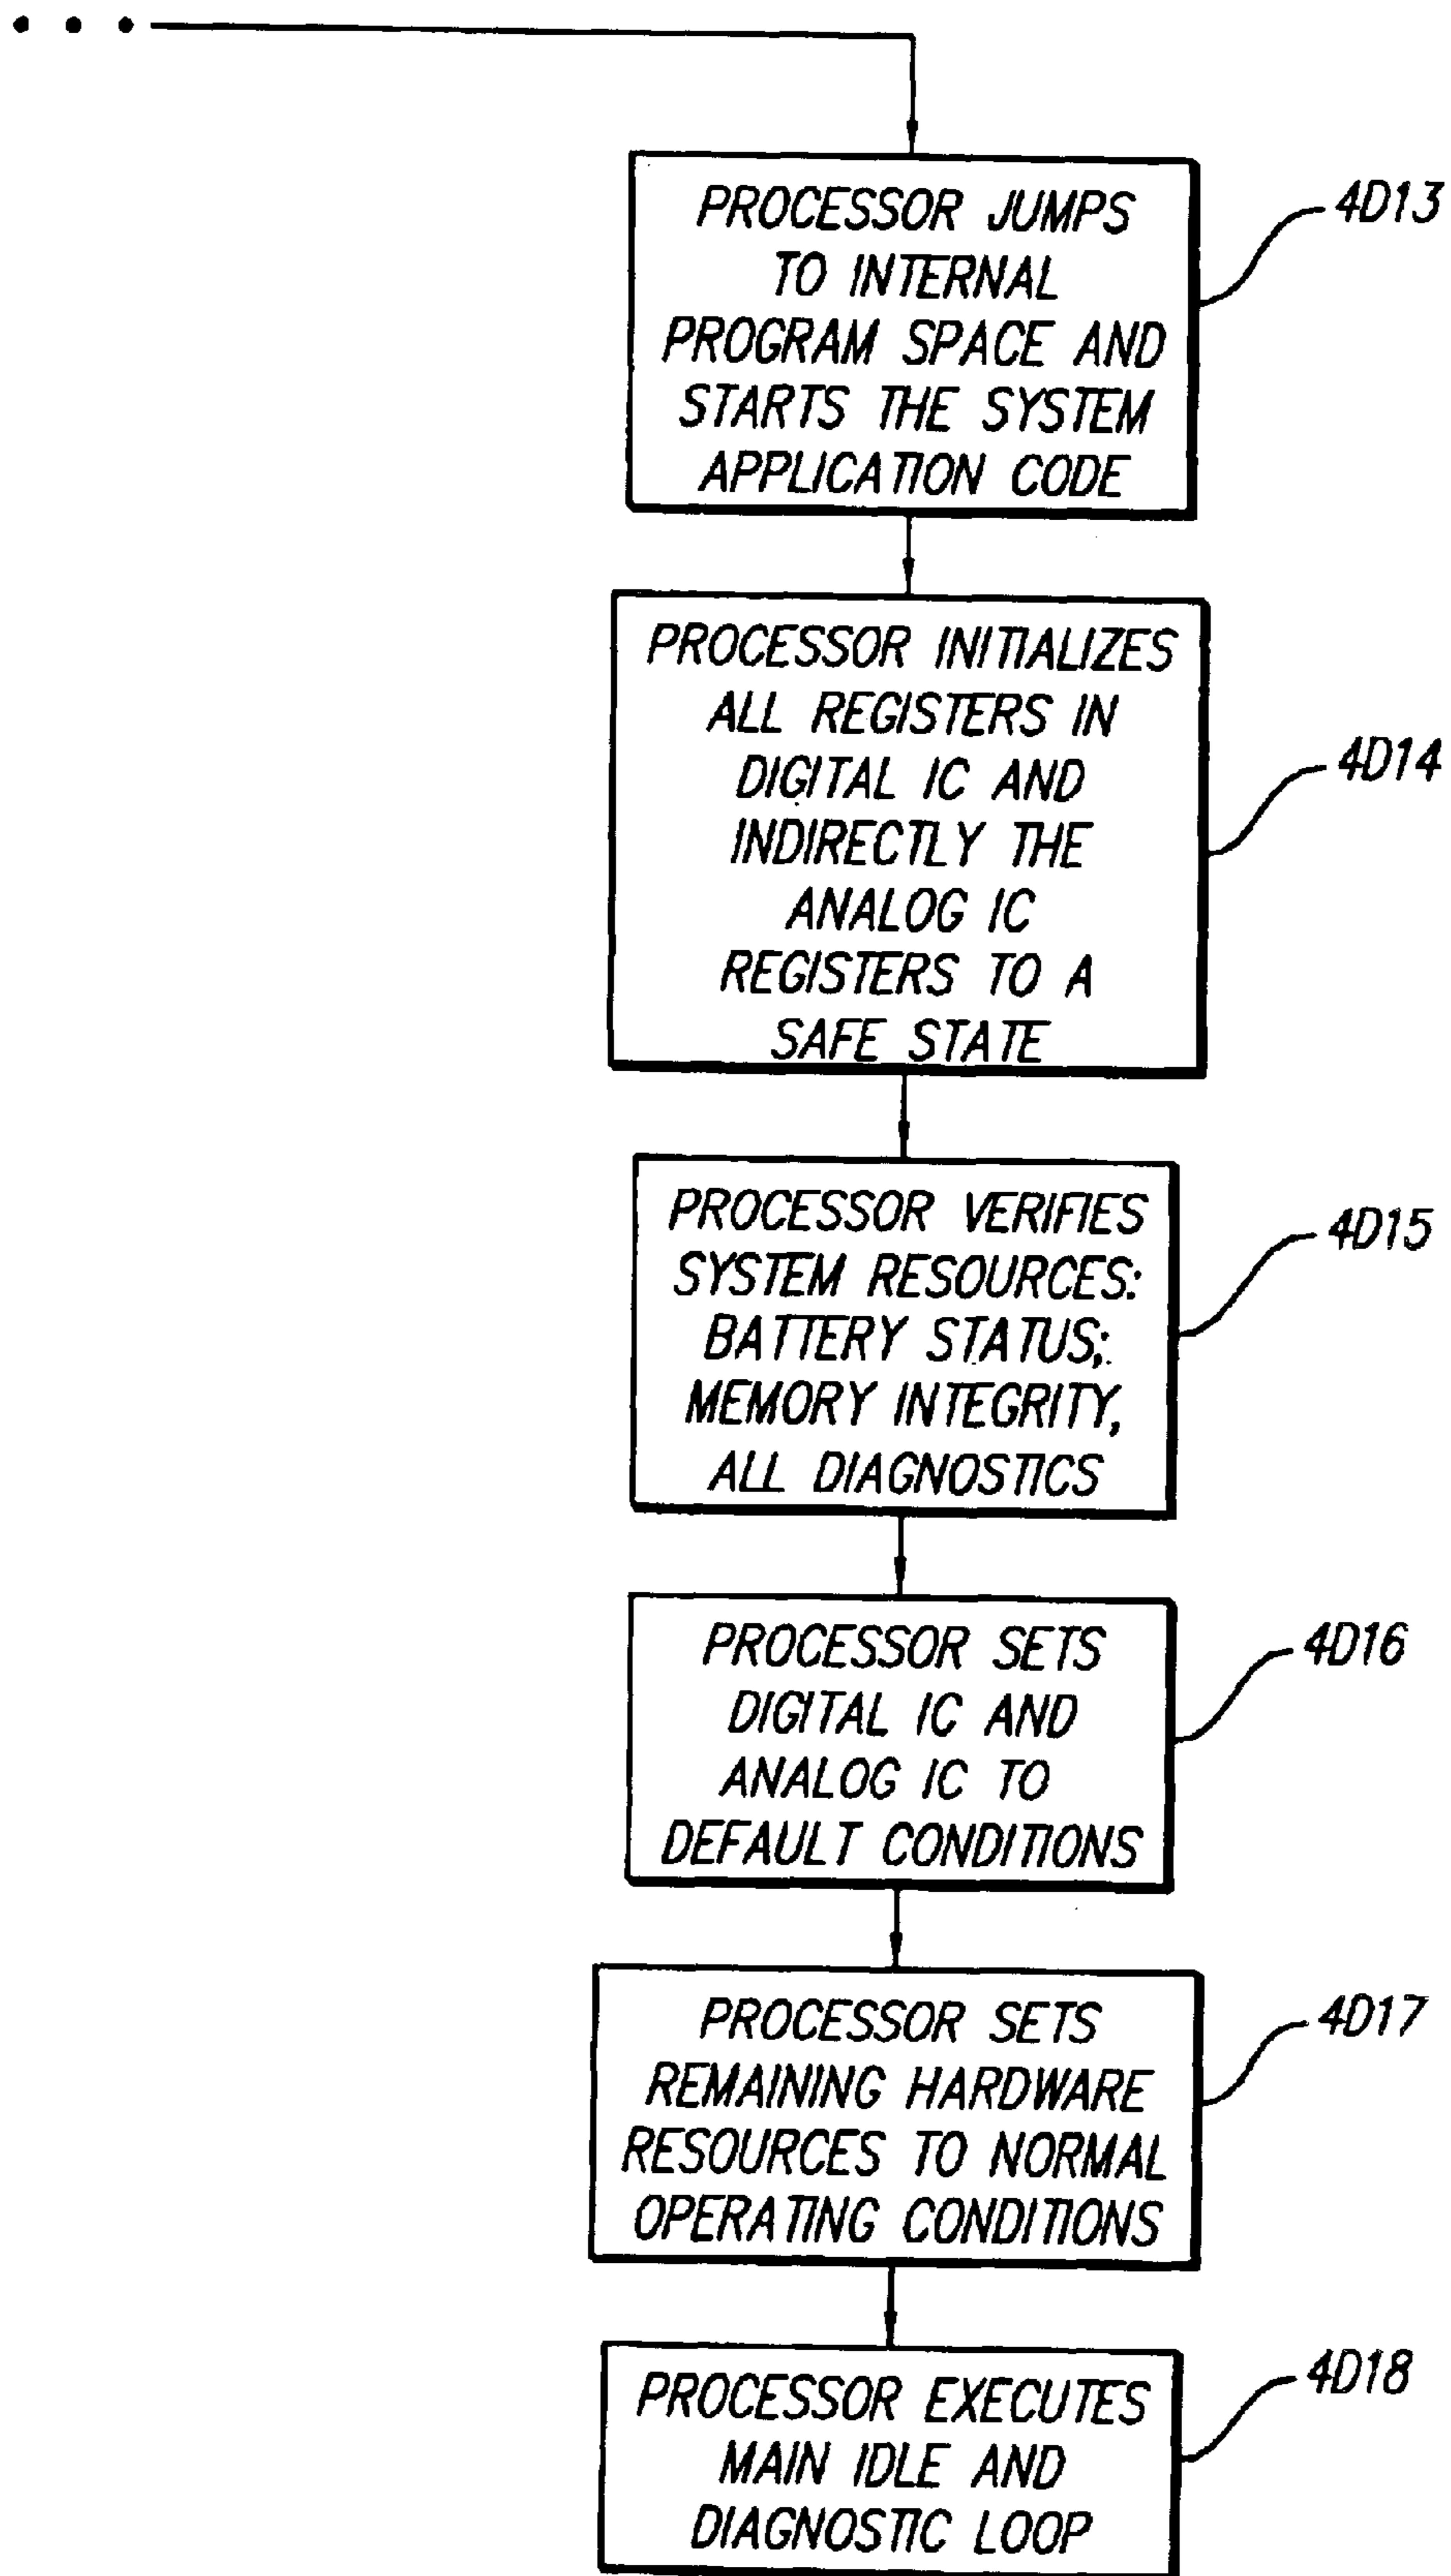 PROCESSOR JUMPS
TO INTERNAL
PROGRAM SPACE AND
STARTS THE SYSTEM
APPLICATION CODE
4D13
PROCESSOR INITIALIZES
ALL REGISTERS IN
DIGITAL IC AND
INDIRECTLY THE
ANALOG IC
REGISTERS TO A
SAFE STATE
4D14
PROCESSOR VERIFIES
SYSTEM RESOURCES:
BATTERY STATUS;
MEMORY INTEGRITY,
ALL DIAGNOSTICS
4D15
PROCESSOR SETS
DIGITAL IC AND
ANALOG IC TO
DEFAULT CONDITIONS
4D16
PROCESSOR SETS
REMAINING HARDWARE
RESOURCES TO NORMAL
OPERATING CONDITIONS
4D17
PROCESSOR EXECUTES
MAIN IDLE AND
DIAGNOSTIC LOOP
4D18